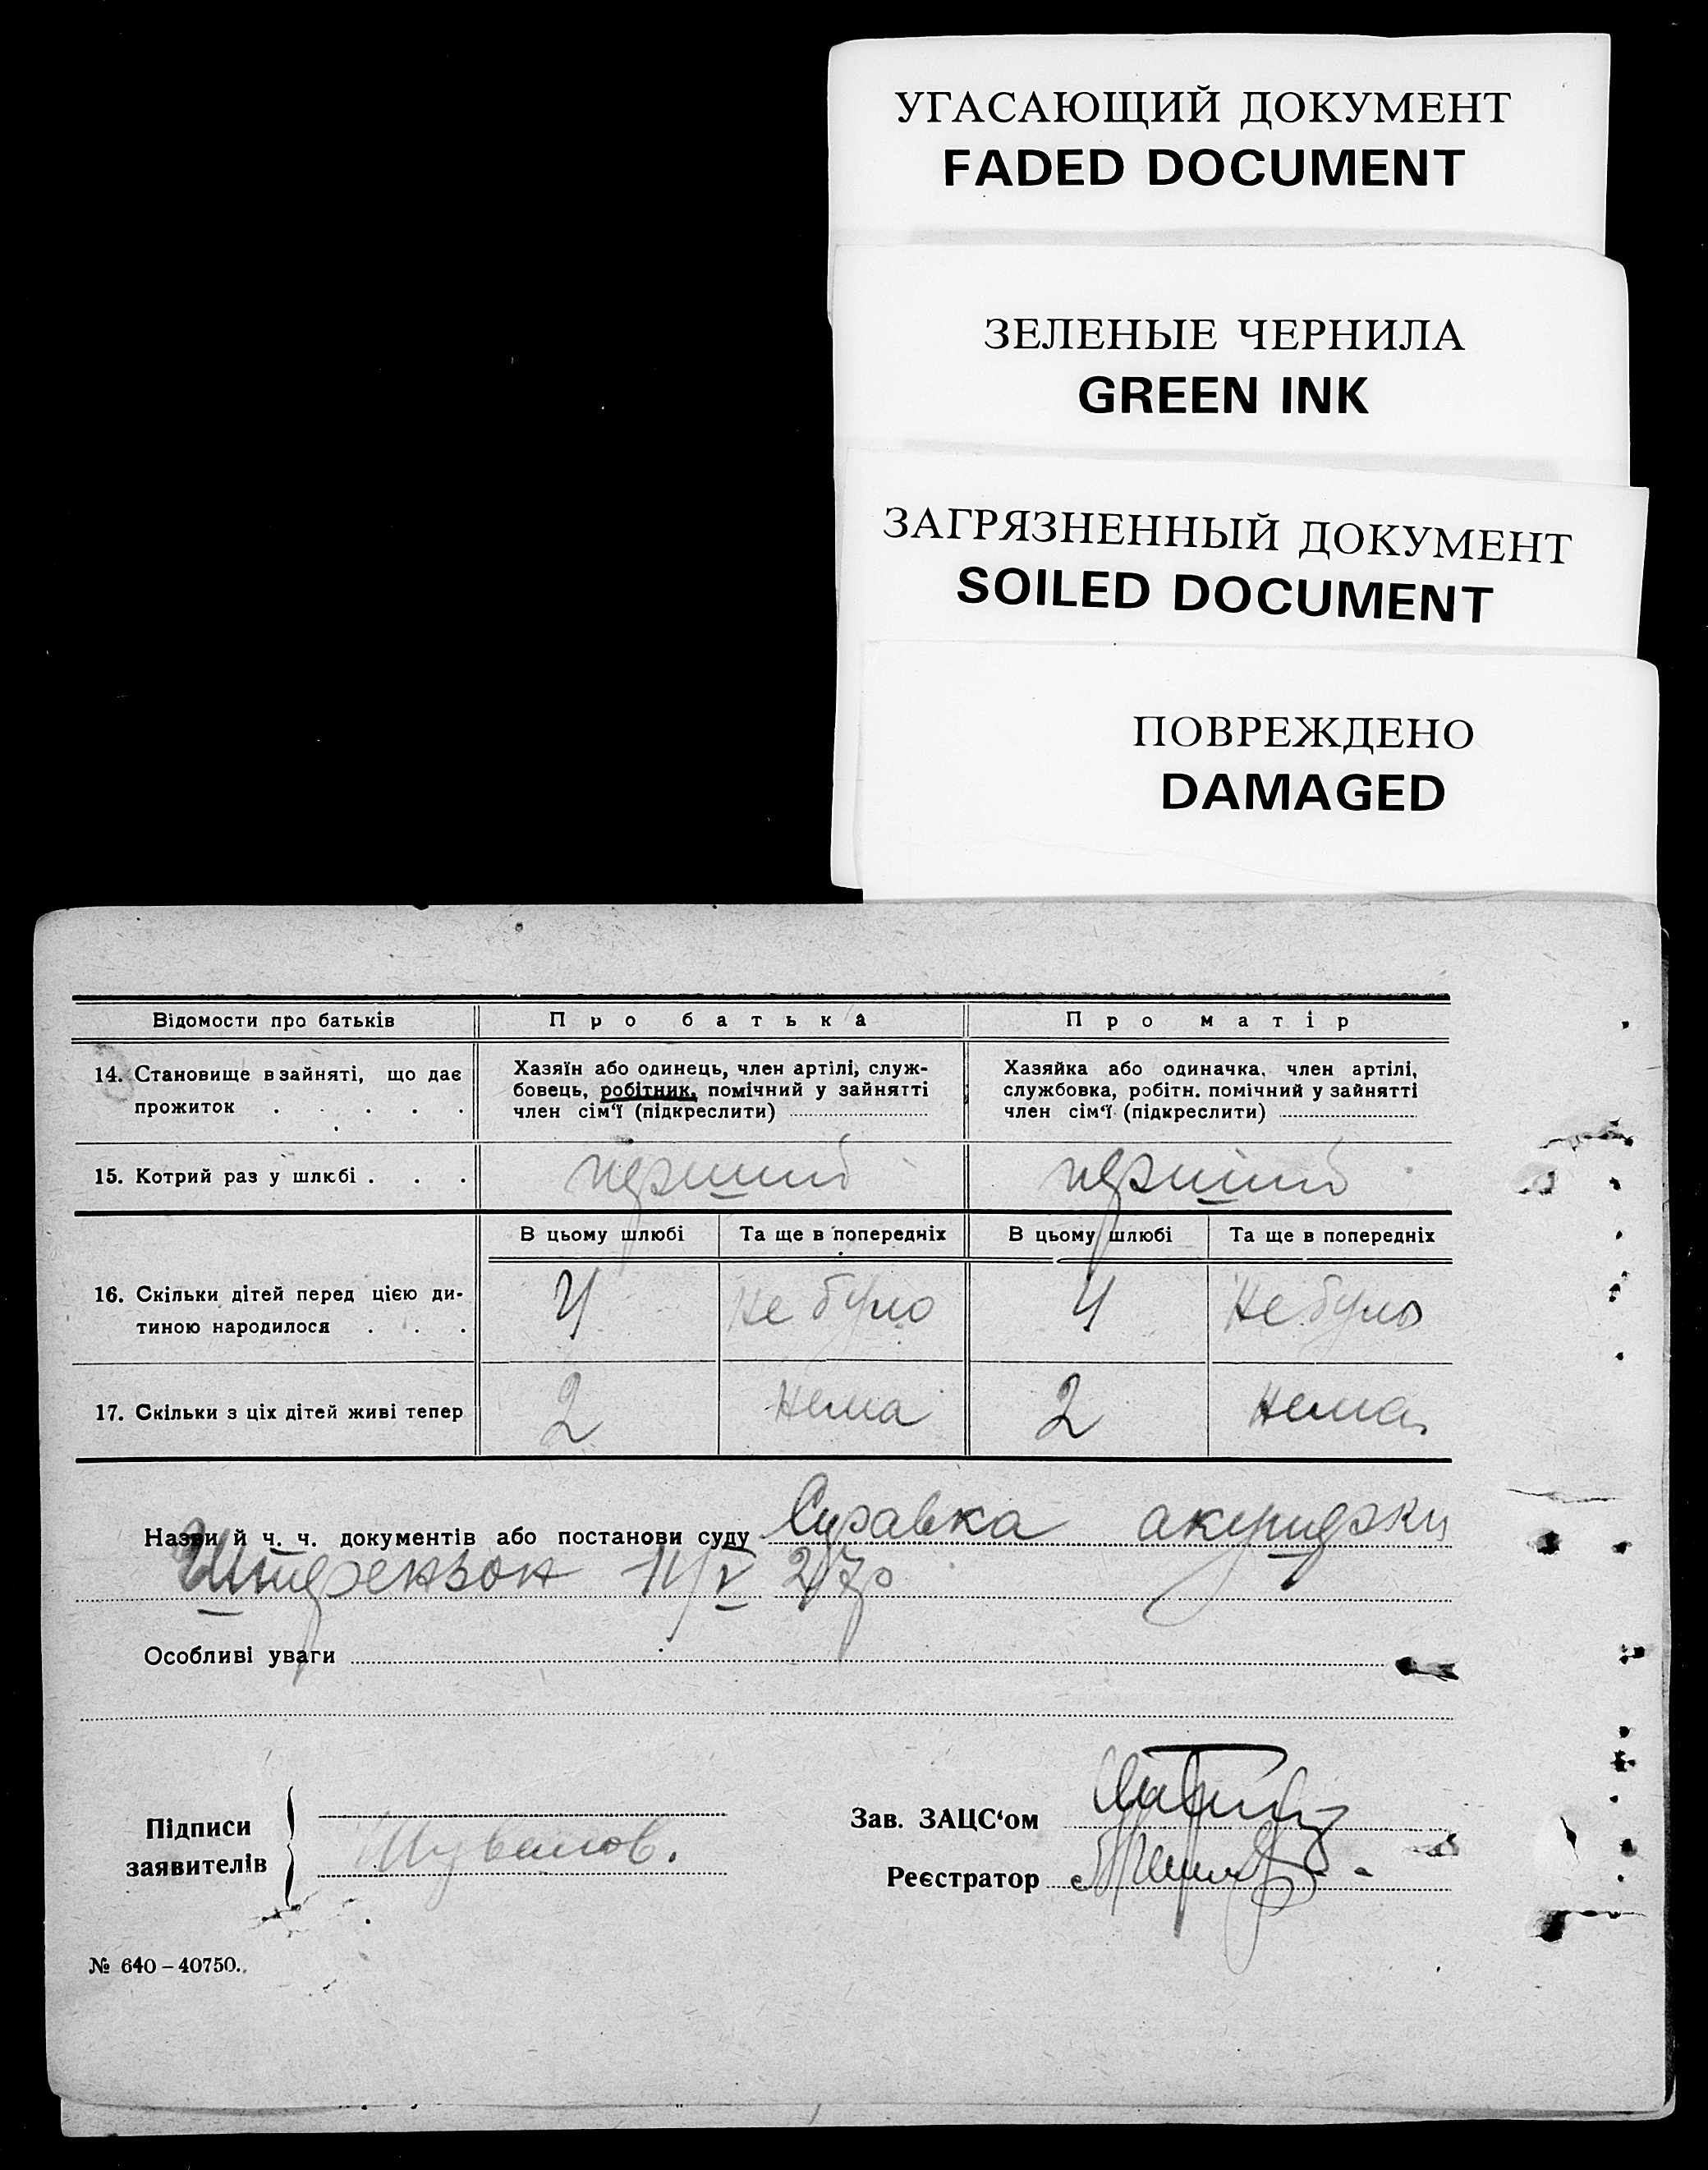 УГАСАЮЩИЙ ДОКУМЕНТ
FADED DOCUMENT
ЗЕЛЕНЫЕ ЧЕРНИЛА
GREEN INK
ЗАГРЯЗНЕННЫЙ ДОКУМЕНТ
SOILED DOCUMENT
ПОВРЕЖДЕНО
DAMAGED
Відомости про батьків Про батька Про матір
14. Становище в зайняті, що дає прожиток . . . . .
Хазяїн або одинець, член артілі, служ-
бовець, робітник, помічний у зайнятті
член сім‘ї (підкреслити)
Хазяйка або одиначка, член артілі,
службовка, робітн. помічний у зайнятті
член сім‘ї (підкреслити)
15. Котрий раз у шлюбі . . . перший перший
В цьому шлюбі Та ще в попередніх В цьому шлюбі Та ще в попередніх
16. Скільки дітей перед цією ди-
тиною народилося . . . 4 не було 4 не було
17. Скільки з ціх дітей живі тепер 2 нема 2 нема
Назви й ч. ч. документів або постанови суду Справка акушерки
11/V 27р
Особливі уваги
Підписи
заявителів
Зав. ЗАЦС‘ом
Реєстратор
№ 640-40750.